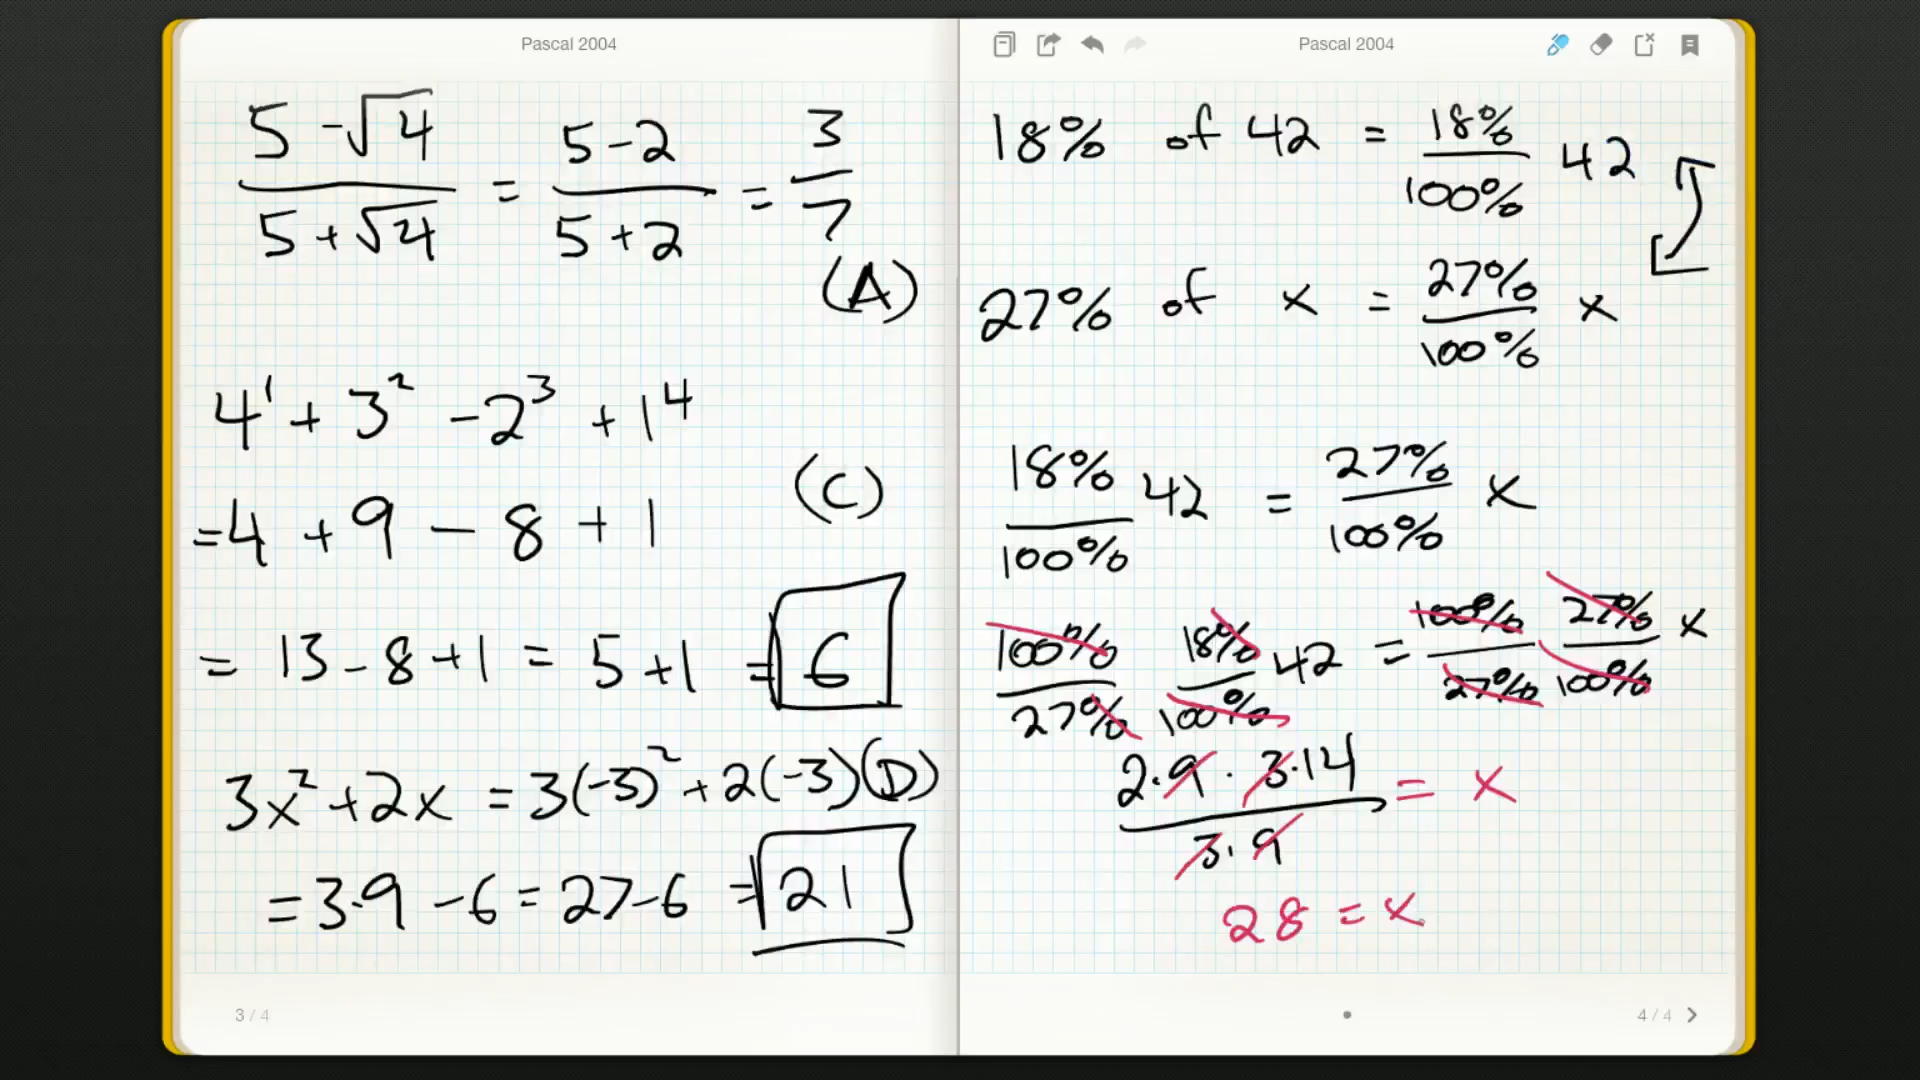 Pascal 2004
5 - √4 / 5 + √4 = 5 - 2 / 5 + 2 = 3 / 7
(A)
4¹ + 3² - 2³ + 1⁴
(C)
= 4 + 9 - 8 + 1
= 13 - 8 + 1 = 5 + 1 = 6
3x² + 2x = 3(-3)² + 2(-3) (D)
= 3·9 - 6 = 27 - 6 = 21
3 / 4
Pascal 2004
18% of 42 = 18% / 100% 42
27% of x = 27% / 100% x
18% / 100% 42 = 27% / 100% x
100% / 27% 18% / 100% 42 = 100% / 27% 27% / 100% x
2·9·3·14 / 3·9 = x
28 = x
4 / 4